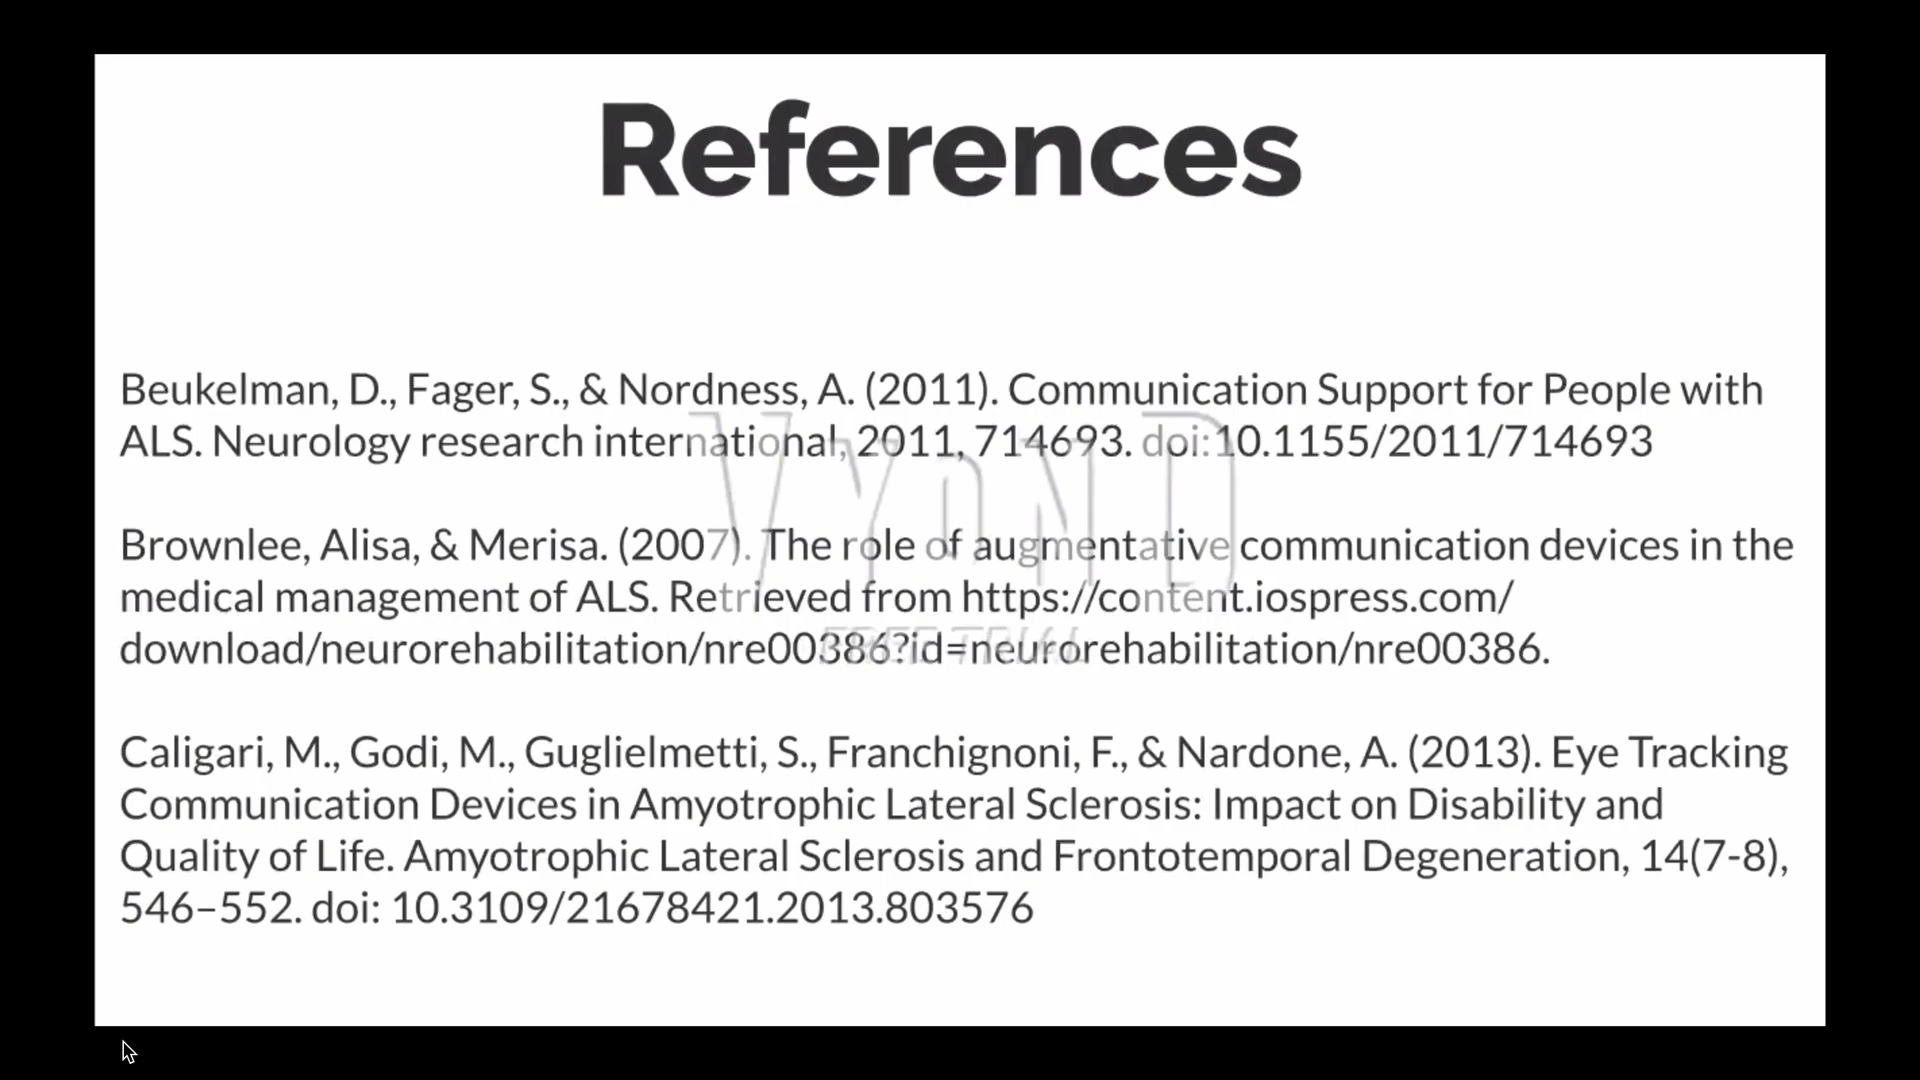 References
Beukelman, D., Fager, S., & Nordness, A. (2011). Communication Support for People with
ALS. Neurology research international, 2011, 714693. doi:10.1155/2011/714693
Brownlee, Alisa, & Merisa. (2007). The role of augmentative communication devices in the
medical management of ALS. Retrieved from https://content.iospress.com/
download/neurorehabilitation/nre00386?id=neurorehabilitation/nre00386.
Caligari, M., Godi, M., Guglielmetti, S., Franchignoni, F., & Nardone, A. (2013). Eye Tracking
Communication Devices in Amyotrophic Lateral Sclerosis: Impact on Disability and
Quality of Life. Amyotrophic Lateral Sclerosis and Frontotemporal Degeneration, 14(7-8),
546–552. doi: 10.3109/21678421.2013.803576
VYOND
FREE TRIAL